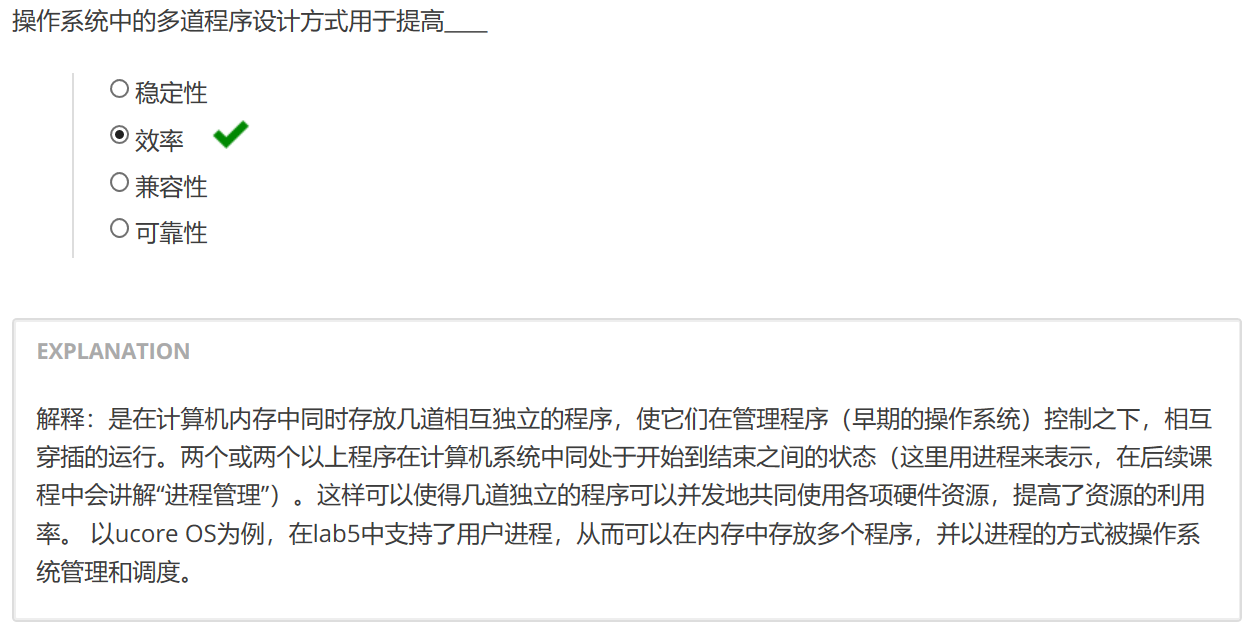 操作系统中的多道程序设计方式用于提高____
稳定性
效率
兼容性
可靠性
EXPLANATION
解释：是在计算机内存中同时存放几道相互独立的程序，使它们在管理程序（早期的操作系统）控制之下，相互
穿插的运行。两个或两个以上程序在计算机系统中同处于开始到结束之间的状态（这里用进程来表示，在后续课
程中会讲解“进程管理”）。这样可以使得几道独立的程序可以并发地共同使用各项硬件资源，提高了资源的利用
率。 以ucore OS为例，在lab5中支持了用户进程，从而可以在内存中存放多个程序，并以进程的方式被操作系
统管理和调度。